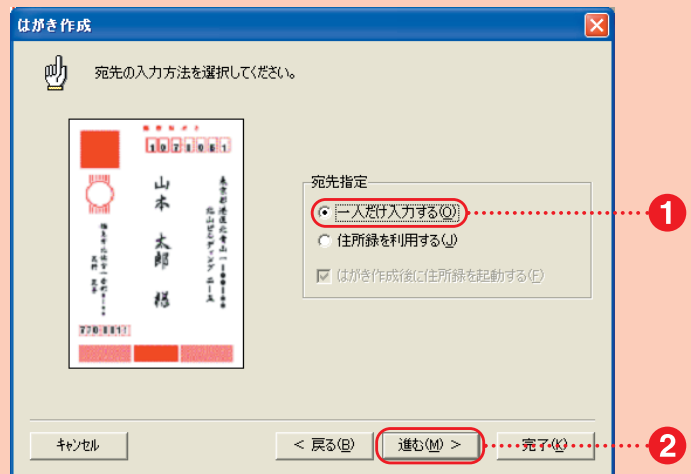 はがき作成
宛先の入力方法を選択してください。
1070061
山本 太郎 様
宛先指定
一人だけ入力する(O)
1
住所録を利用する(J)
はがき作成後に住所録を起動する(F)
キャンセル
< 戻る(B)
進む(M) >
完了(K)
2